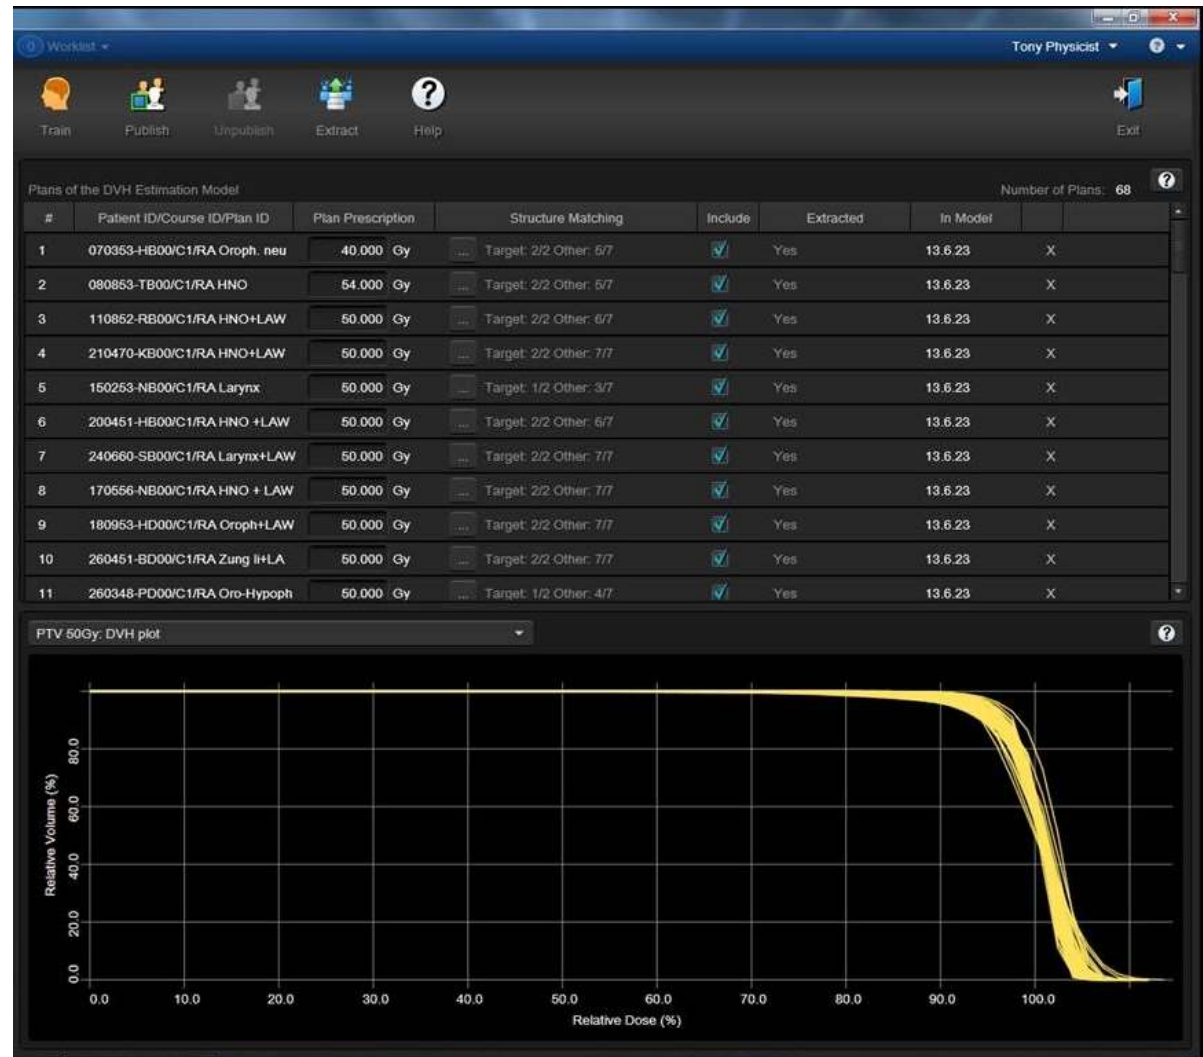 0 Worklist Tony Physicist ?
? 
Train Publish Unpublish Extract Help Exit
Plans of the DVH Estimation Model Number of Plans: 68 ?
# Patient ID/Course ID/Plan ID Plan Prescription Structure Matching Include Extracted In Model
1 070353-HB00/C1/RA Oroph. neu 40.000 Gy ... Target: 2/2 Other: 5/7 Yes 13.6.23 X
2 080853-TB00/C1/RA HNO 54.000 Gy ... Target: 2/2 Other: 5/7 Yes 13.6.23 X
3 110852-RB00/C1/RA HNO+LAW 50.000 Gy ... Target: 2/2 Other: 6/7 Yes 13.6.23 X
4 210470-KB00/C1/RA HNO+LAW 50.000 Gy ... Target: 2/2 Other: 7/7 Yes 13.6.23 X
5 150253-NB00/C1/RA Larynx 50.000 Gy ... Target: 1/2 Other: 3/7 Yes 13.6.23 X
6 200451-HB00/C1/RA HNO +LAW 50.000 Gy ... Target: 2/2 Other: 6/7 Yes 13.6.23 X
7 240660-SB00/C1/RA Larynx+LAW 50.000 Gy ... Target: 2/2 Other: 7/7 Yes 13.6.23 X
8 170556-NB00/C1/RA HNO + LAW 50.000 Gy ... Target: 2/2 Other: 7/7 Yes 13.6.23 X
9 180953-HD00/C1/RA Oroph+LAW 50.000 Gy ... Target: 2/2 Other: 7/7 Yes 13.6.23 X
10 260451-BD00/C1/RA Zung li+LA 50.000 Gy ... Target: 2/2 Other: 7/7 Yes 13.6.23 X
11 260348-PD00/C1/RA Oro-Hypoph 50.000 Gy ... Target: 1/2 Other: 4/7 Yes 13.6.23 X
PTV 50Gy: DVH plot ?
Relative Volume (%)
80.0
60.0
40.0
20.0
0.0
0.0 10.0 20.0 30.0 40.0 50.0 60.0 70.0 80.0 90.0 100.0
Relative Dose (%)